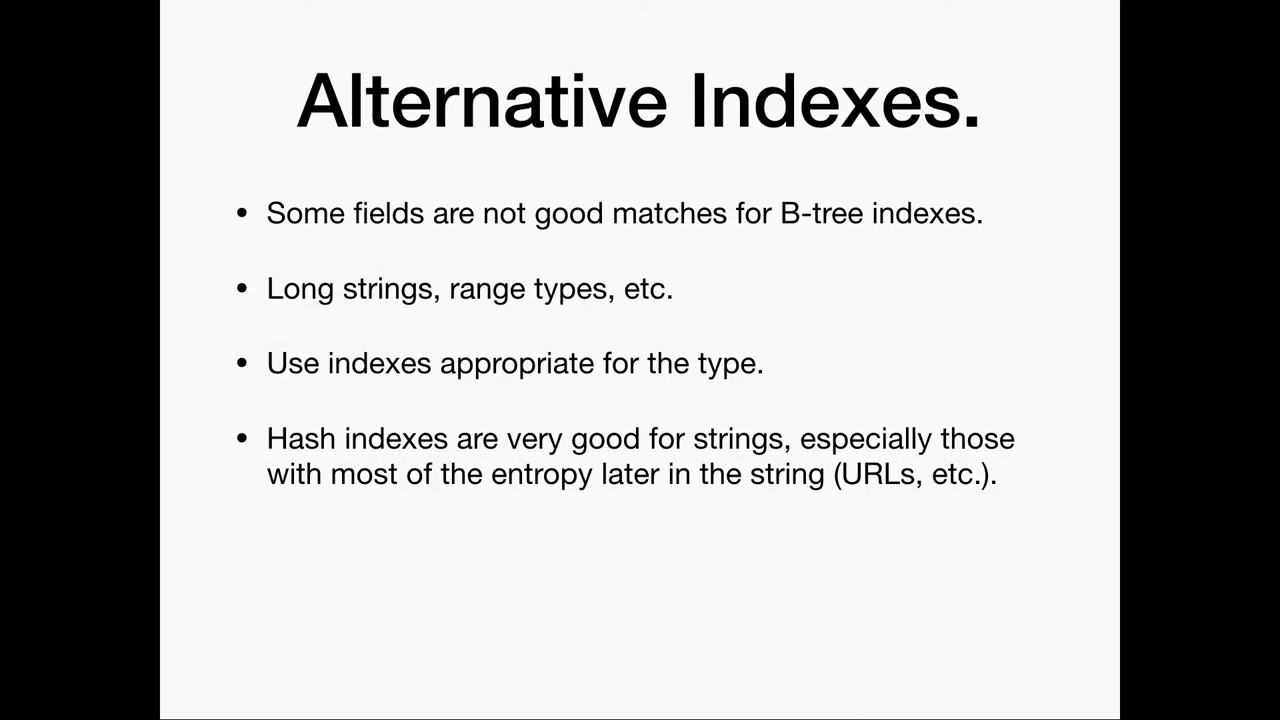 Alternative Indexes.
• Some fields are not good matches for B-tree indexes.
• Long strings, range types, etc.
• Use indexes appropriate for the type.
• Hash indexes are very good for strings, especially those
with most of the entropy later in the string (URLs, etc.).